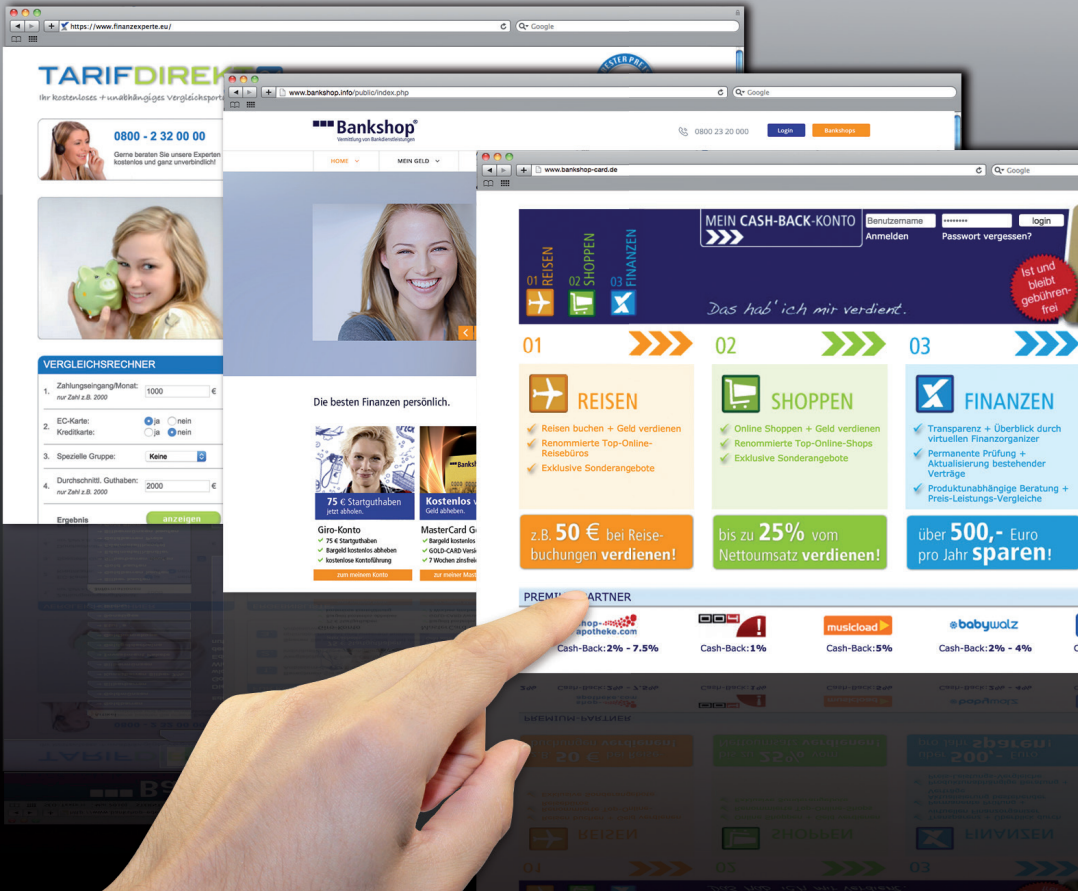 https://www.finanzexperte.eu/
Google
TARIFDIREKT
Ihr kostenloses + unabhängiges Vergleichsporta
0800 - 2 32 00 00
Gerne beraten Sie unsere Experten
kostenlos und ganz unverbindlich!
VERGLEICHSRECHNER
1. Zahlungseingang/Monat: 1000 €
nur Zahl z.B. 2000
2. EC-Karte: ja nein
Kreditkarte: ja nein
3. Spezielle Gruppe: Keine
4. Durchschnittl. Guthaben: 2000 €
nur Zahl z.B. 2000
Ergebnis anzeigen
www.bankshop.info/public/index.php
Google
Bankshop®
Vermittlung von Bankdienstleistungen
0800 23 20 000
Login
Bankshops
HOME
MEIN GELD
Die besten Finanzen persönlich.
75 € Startguthaben
jetzt abholen.
Giro-Konto
75 € Startguthaben
Bargeld kostenlos abheben
kostenlose Kontoführung
zum meinem Konto
Kostenlos
Geld abheben.
MasterCard G
Bargeld kostenlos
GOLD-CARD Versi
7 Wochen zinsfrei
zur meiner Mast
www.bankshop-card.de
Google
01 REISEN
02 SHOPPEN
03 FINANZEN
MEIN CASH-BACK-KONTO
Benutzername
••••••••
login
Anmelden
Passwort vergessen?
Das hab' ich mir verdient.
Ist und
bleibt
gebühren-
frei
01
REISEN
Reisen buchen + Geld verdienen
Renommierte Top-Online-
Reisebüros
Exklusive Sonderangebote
z.B. 50 € bei Reise-
buchungen verdienen!
02
SHOPPEN
Online Shoppen + Geld verdienen
Renommierte Top-Online-Shops
Exklusive Sonderangebote
bis zu 25% vom
Nettoumsatz verdienen!
03
FINANZEN
Transparenz + Überblick durch
virtuellen Finanzorganizer
Permanente Prüfung +
Aktualisierung bestehender
Verträge
Produktunabhängige Beratung +
Preis-Leistungs-Vergleiche
über 500,- Euro
pro Jahr sparen!
PREMI ARTNER
hop-
apotheke.com
Cash-Back:2% - 7.5%
Cash-Back:1%
musicload
Cash-Back:5%
babywalz
Cash-Back:2% - 4%